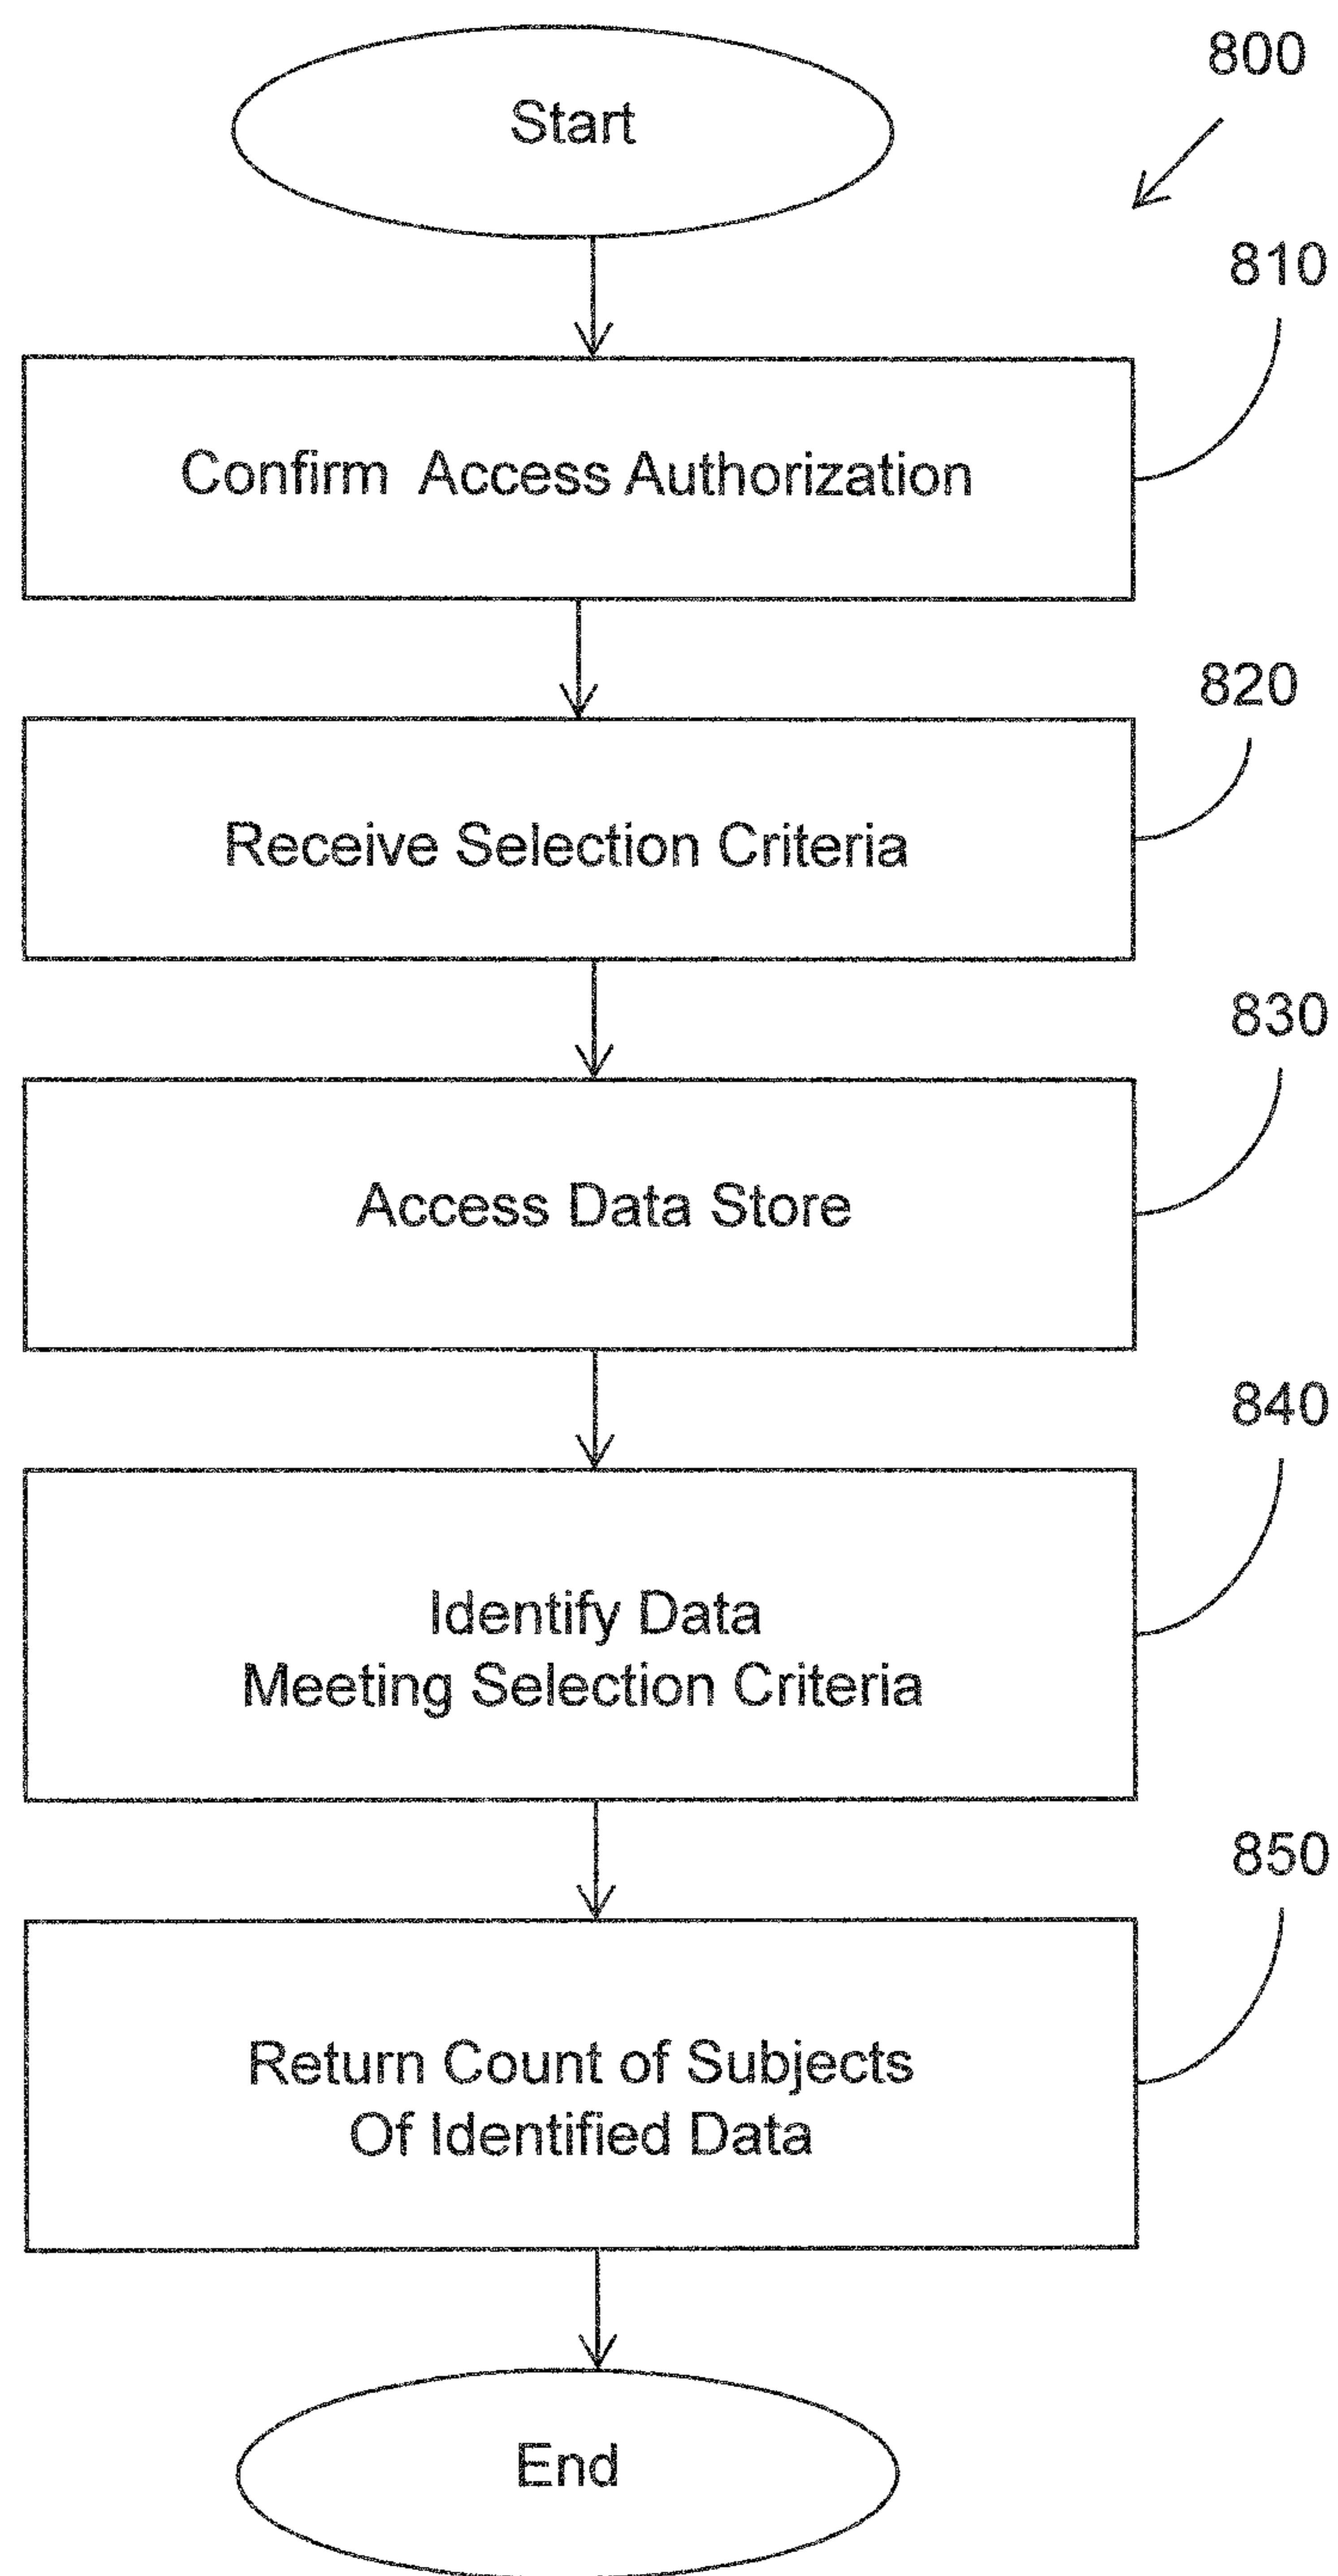 Start
800
810
Confirm Access Authorization
820
Receive Selection Criteria
830
Access Data Store
840
Identify Data
Meeting Selection Criteria
850
Return Count of Subjects
Of Identified Data
End